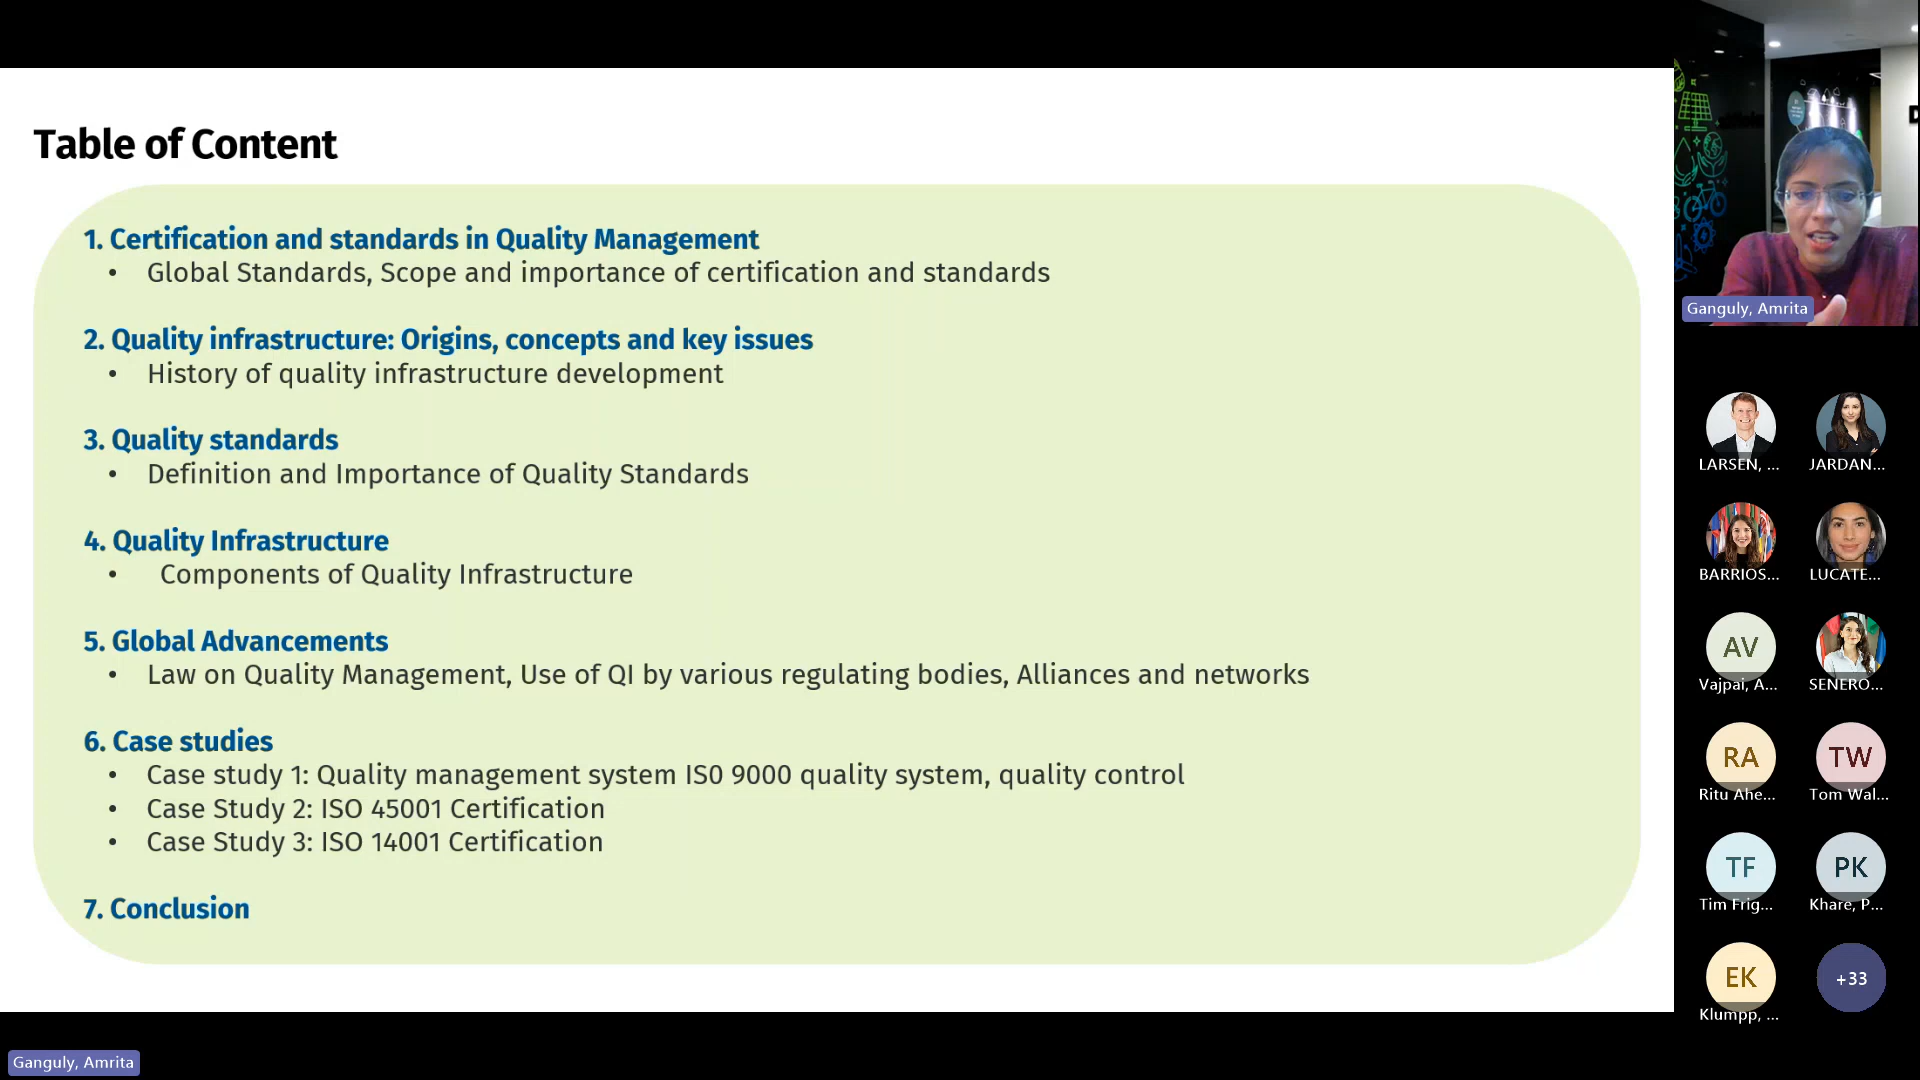 Table of Content
1. Certification and standards in Quality Management
• Global Standards, Scope and importance of certification and standards
2. Quality infrastructure: Origins, concepts and key issues
• History of quality infrastructure development
3. Quality standards
• Definition and Importance of Quality Standards
4. Quality Infrastructure
• Components of Quality Infrastructure
5. Global Advancements
• Law on Quality Management, Use of QI by various regulating bodies, Alliances and networks
6. Case studies
• Case study 1: Quality management system IS0 9000 quality system, quality control
• Case Study 2: ISO 45001 Certification
• Case Study 3: ISO 14001 Certification
7. Conclusion
Ganguly, Amrita
D
Ganguly, Amrita
LARSEN, ...
JARDAN...
BARRIOS...
LUCATE...
AV
Vajpai, A...
SENERO...
RA
Ritu Ahe...
TW
Tom Wal...
TF
Tim Frig...
PK
Khare, P...
EK
Klumpp, ...
+33